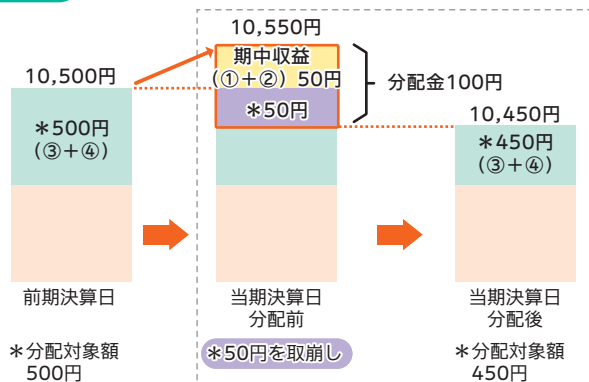 10,550円
期中収益
(①＋②) 50円
＊50円
分配金100円
10,500円
＊500円
(③＋④)
10,450円
＊450円
(③＋④)
前期決算日
当期決算日
分配前
当期決算日
分配後
＊分配対象額
500円
＊50円を取崩し
＊分配対象額
450円